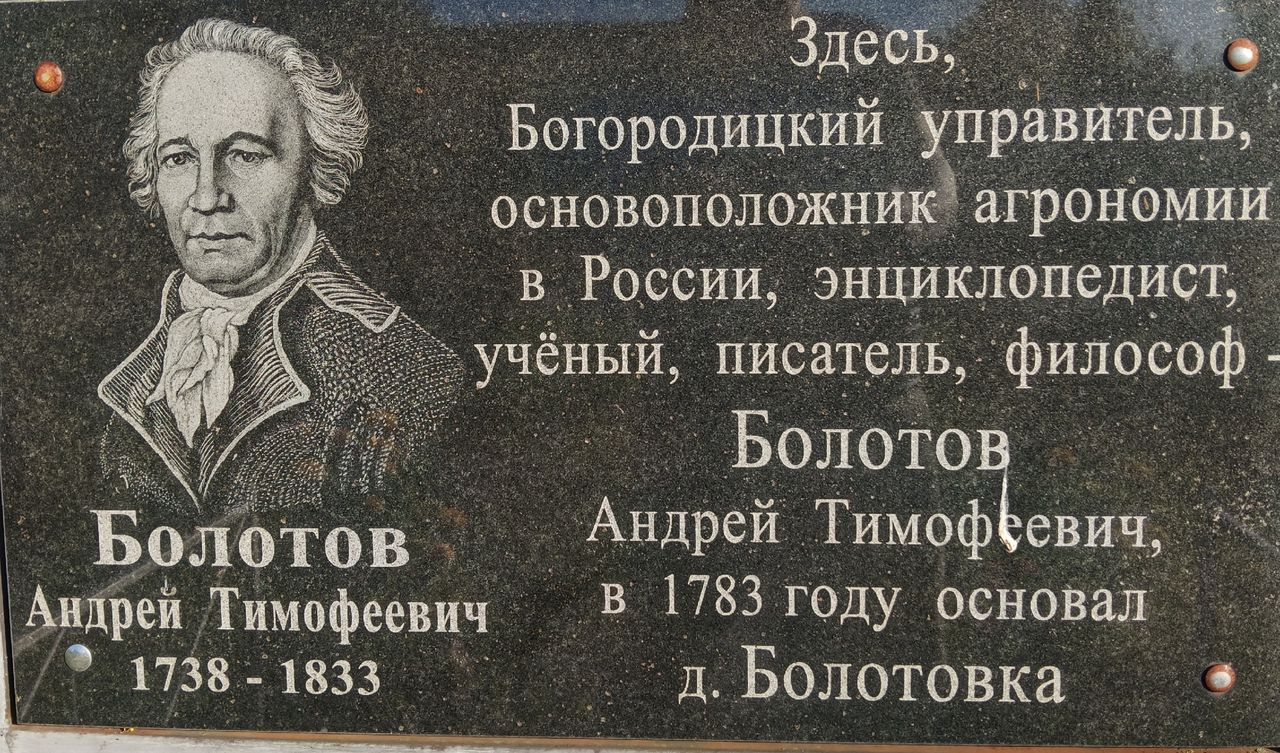 Болотов
Андрей Тимофеевич
1738 - 1833
Здесь,
Богородицкий управитель,
основоположник агрономии
в России, энциклопедист,
учёный, писатель, философ -
Болотов
Андрей Тимофеевич,
в 1783 году основал
д. Болотовка